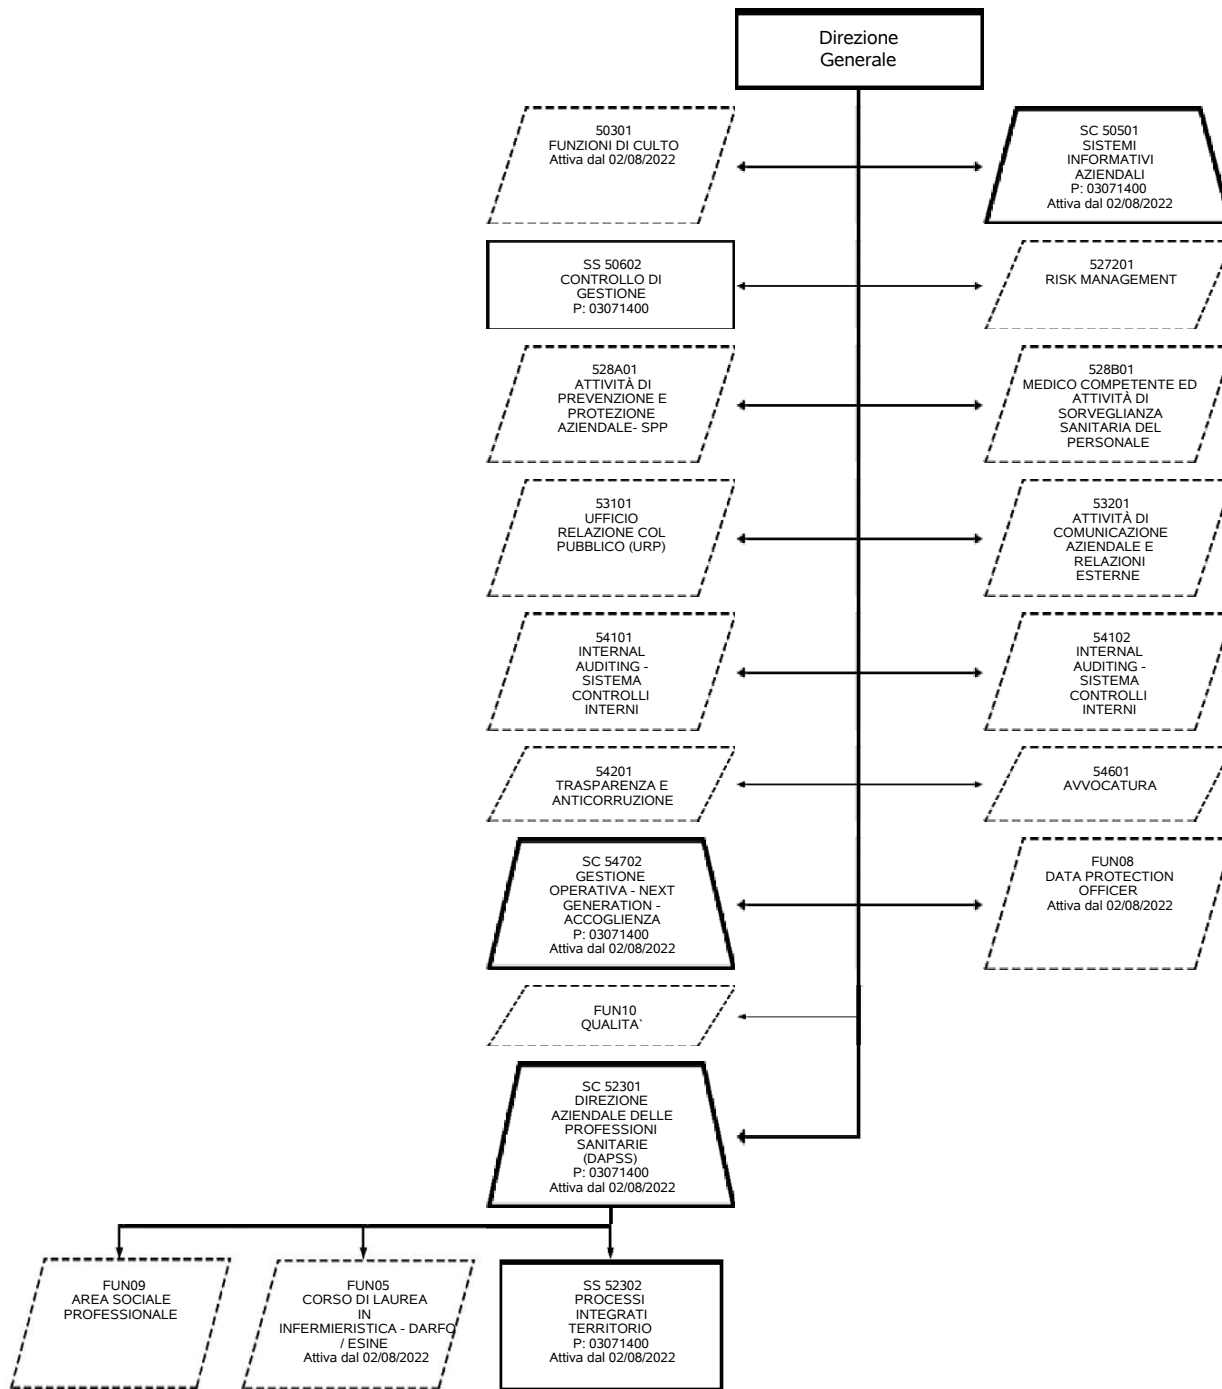 Direzione
Generale
50301
FUNZIONI DI CULTO
Attiva dal 02/08/2022
SC 50501
SISTEMI
INFORMATIVI
AZIENDALI
P: 03071400
Attiva dal 02/08/2022
SS 50602
CONTROLLO DI
GESTIONE
P: 03071400
527201
RISK MANAGEMENT
528A01
ATTIVITÀ DI
PREVENZIONE E
PROTEZIONE
AZIENDALE- SPP
528B01
MEDICO COMPETENTE ED
ATTIVITÀ DI
SORVEGLIANZA
SANITARIA DEL
PERSONALE
53101
UFFICIO
RELAZIONE COL
PUBBLICO (URP)
53201
ATTIVITÀ DI
COMUNICAZIONE
AZIENDALE E
RELAZIONI
ESTERNE
54101
INTERNAL
AUDITING -
SISTEMA
CONTROLLI
INTERNI
54102
INTERNAL
AUDITING -
SISTEMA
CONTROLLI
INTERNI
54201
TRASPARENZA E
ANTICORRUZIONE
54601
AVVOCATURA
SC 54702
GESTIONE
OPERATIVA - NEXT
GENERATION -
ACCOGLIENZA
P: 03071400
Attiva dal 02/08/2022
FUN08
DATA PROTECTION
OFFICER
Attiva dal 02/08/2022
FUN10
QUALITA`
SC 52301
DIREZIONE
AZIENDALE DELLE
PROFESSIONI
SANITARIE
(DAPSS)
P: 03071400
Attiva dal 02/08/2022
FUN09
AREA SOCIALE
PROFESSIONALE
FUN05
CORSO DI LAUREA
IN
INFERMIERISTICA - DARFO
/ ESINE
Attiva dal 02/08/2022
SS 52302
PROCESSI
INTEGRATI
TERRITORIO
P: 03071400
Attiva dal 02/08/2022